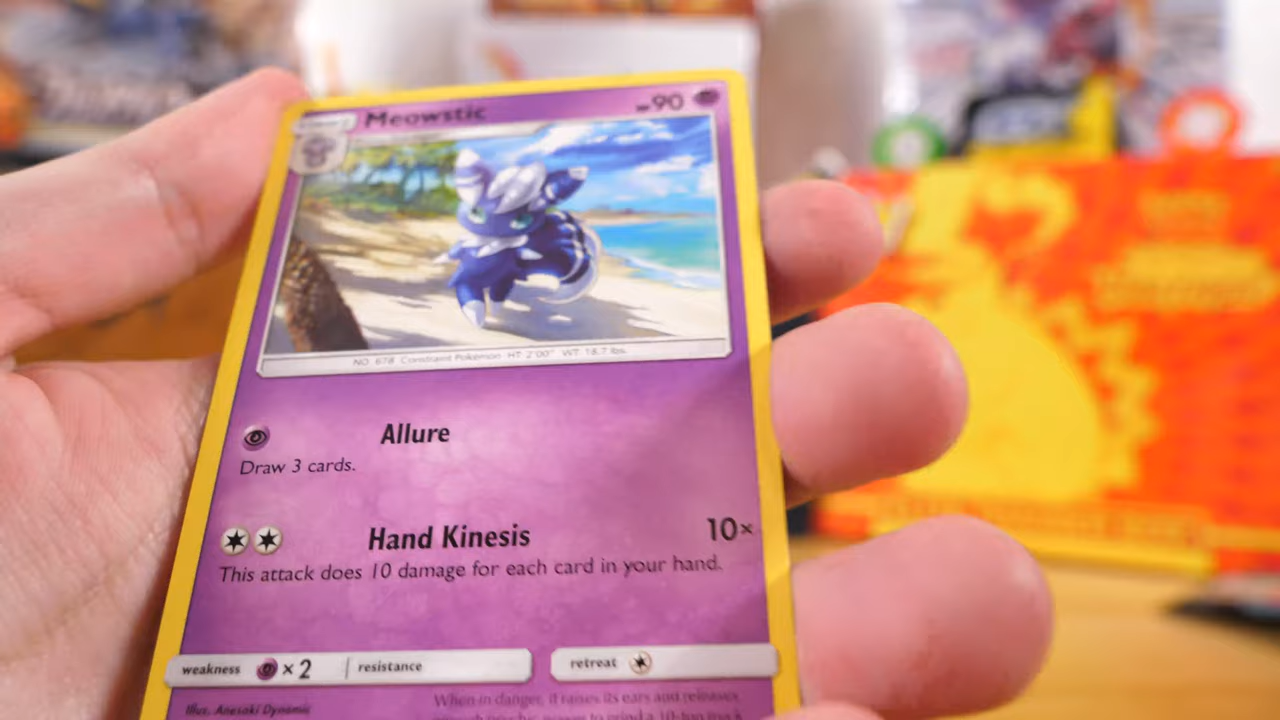 Meowstic
90
NO. 678 Constraint Pokémon HT: 2'00" WT: 18.7 lbs.
Allure
Draw 3 cards.
Hand Kinesis 10×
This attack does 10 damage for each card in your hand.
weakness ×2 resistance retreat
Illus. Anesaki Dynamic
When in danger, it raises its ears and releases